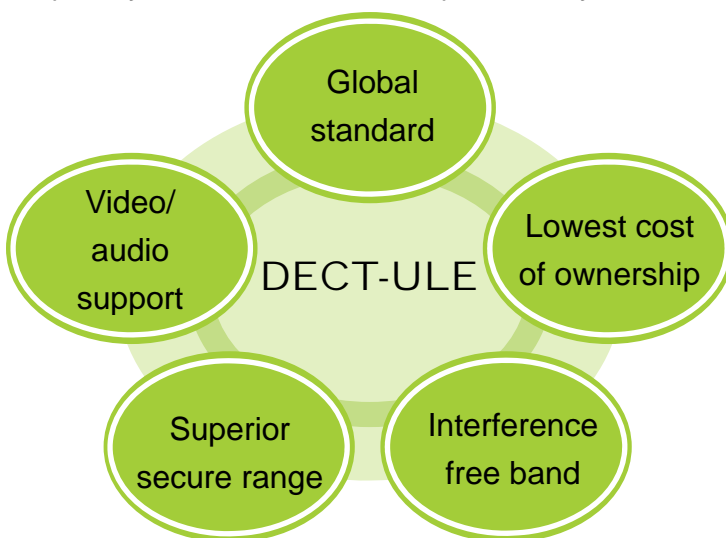 Global
standard
Video/
audio
support
Lowest cost
of ownership
DECT-ULE
Superior
secure range
Interference
free band